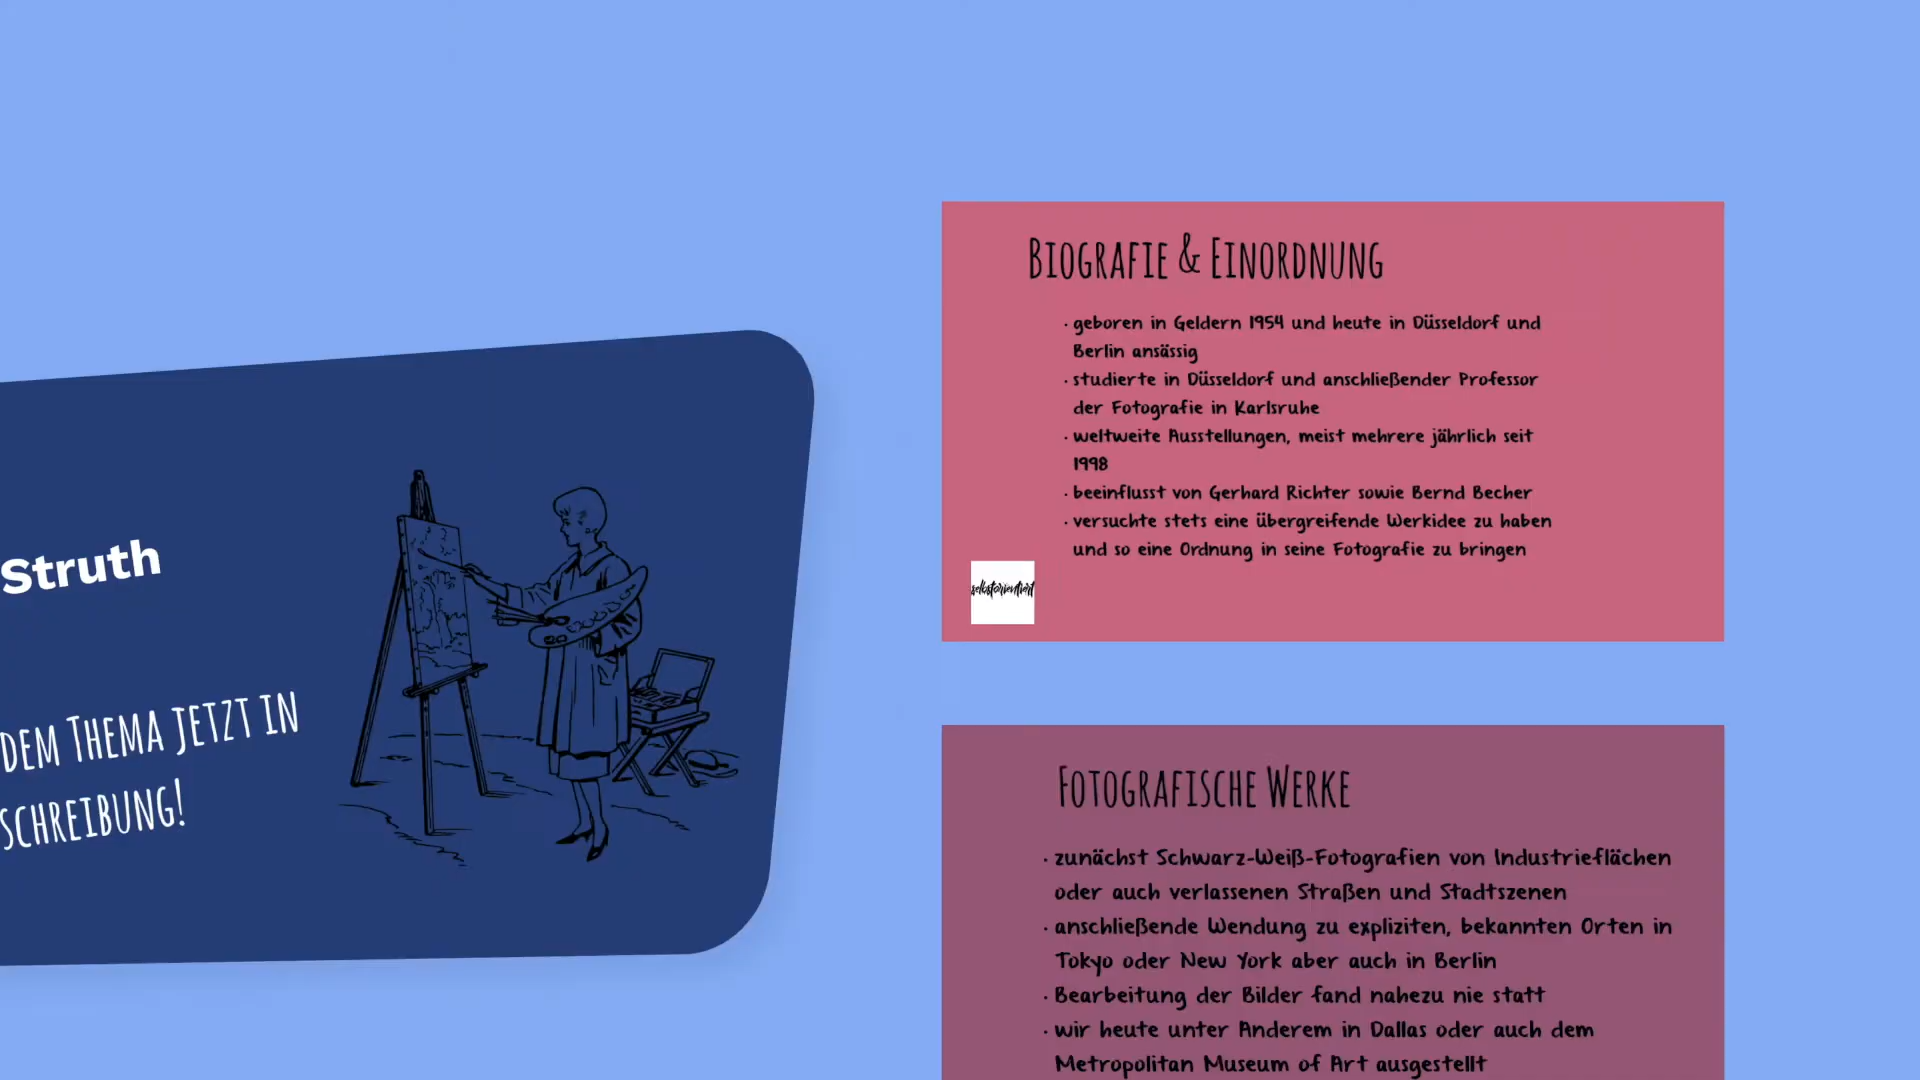 Struth
DEM THEMA JETZT IN
SCHREIBUNG!
BIOGRAFIE & EINORDNUNG
· geboren in Geldern 1954 und heute in Düsseldorf und
Berlin ansässig
· studierte in Düsseldorf und anschließender Professor
der Fotografie in Karlsruhe
· weltweite Ausstellungen, meist mehrere jährlich seit
1998
· beeinflusst von Gerhard Richter sowie Bernd Becher
· versuchte stets eine übergreifende Werkidee zu haben
und so eine Ordnung in seine Fotografie zu bringen
selbstorientiert
FOTOGRAFISCHE WERKE
· zunächst Schwarz-Weiß-Fotografien von Industrieflächen
oder auch verlassenen Straßen und Stadtszenen
· anschließende Wendung zu expliziten, bekannten Orten in
Tokyo oder New York aber auch in Berlin
· Bearbeitung der Bilder fand nahezu nie statt
· wir heute unter Anderem in Dallas oder auch dem
Metropolitan Museum of Art ausgestellt